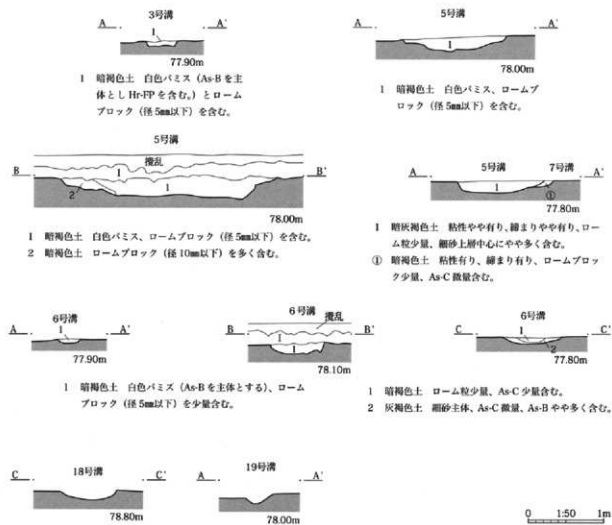 3号溝
A A'
1
77.90m
1 暗褐色土 白色パミス（As-Bを主
体としHr-FPを含む。）とローム
ブロック（径5㎜以下）を含む。
5号溝
A A'
1
78.00m
1 暗褐色土 白色パミス、ロームブ
ロック（径5㎜以下）を含む。
5号溝
攪乱
B B'
1
2 1
78.00m
1 暗褐色土 白色パミス、ロームブロック（径5㎜以下）を含む。
2 暗褐色土 ロームブロック（径10㎜以下）を多く含む。
5号溝 7号溝
A A'
1
①
77.80m
1 暗灰褐色土 粘性やや有り、締まりやや有り、ロー
ム粒少量、細砂上層中心にやや多く含む。
① 暗褐色土 粘性有り、締まり有り、ロームブロッ
ク少量、As-C微量含む。
6号溝
A A'
1
77.90m
6号溝
攪乱
B B'
1
1
78.10m
1 暗褐色土 白色パミス（As-Bを主体とする）、ローム
ブロック（径5㎜以下）を少量含む。
6号溝
C C'
1
2
77.80m
1 暗褐色土 ローム粒少量、As-C少量含む。
2 灰褐色土 細砂主体、As-C微量、As-Bやや多く含む。
18号溝
C C'
78.80m
19号溝
A A'
78.00m
0 1:50 1m